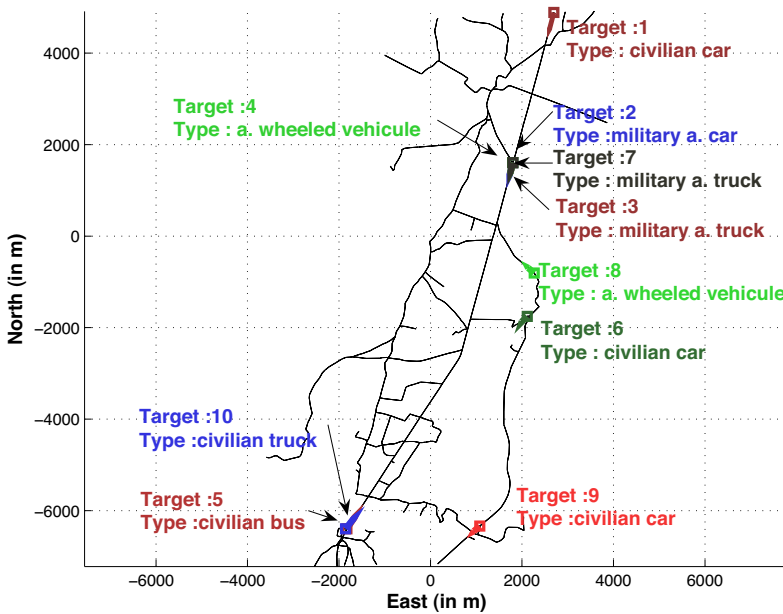 Target :1
Type : civilian car
4000
Target :4
Type : a. wheeled vehicule
Target :2
Type :military a. car
2000
Target :7
Type : military a. truck
Target :3
Type : military a. truck
0
Target :8
Type : a. wheeled vehicule
−2000
Target :6
Type : civilian car
North (in m)
−4000
Target :10
Type :civilian truck
Target :5
Type :civilian bus
Target :9
Type :civilian car
−6000
−6000
−4000
−2000
0
2000
4000
6000
East (in m)